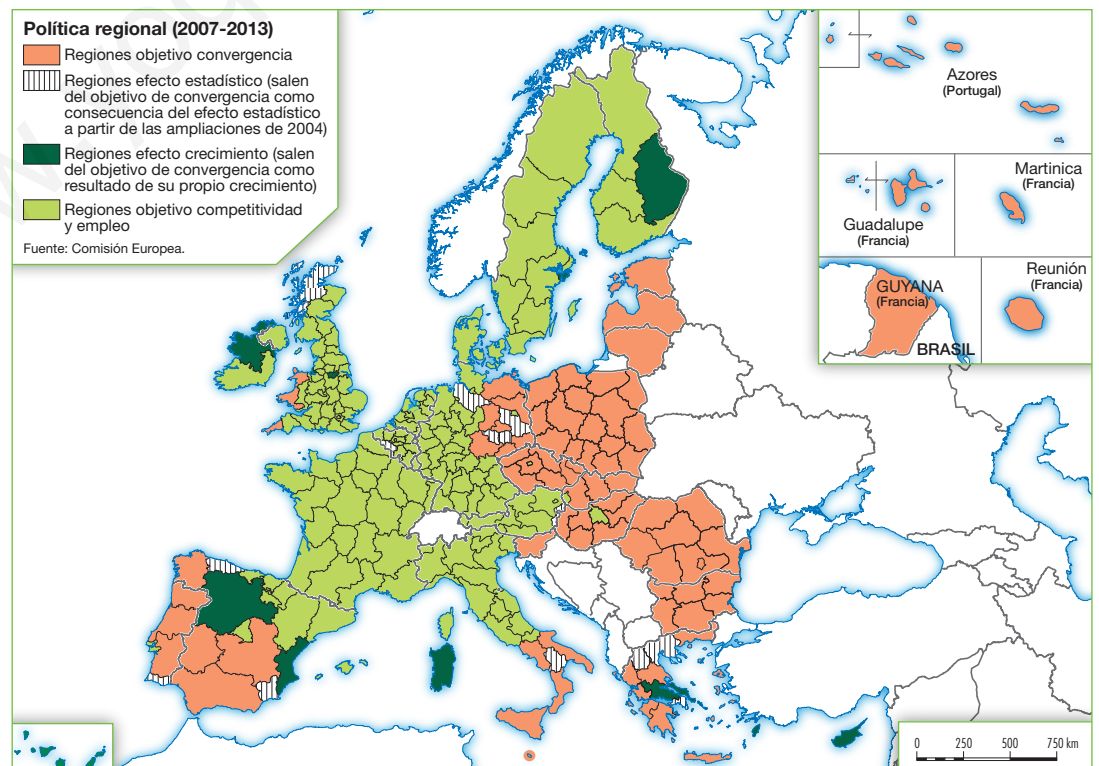 Política regional (2007-2013)
Regiones objetivo convergencia
Regiones efecto estadístico (salen
del objetivo de convergencia como
consecuencia del efecto estadístico
a partir de las ampliaciones de 2004)
Regiones efecto crecimiento (salen
del objetivo de convergencia como
resultado de su propio crecimiento)
Regiones objetivo competitividad
y empleo
Fuente: Comisión Europea.
Azores
(Portugal)
Guadalupe
(Francia)
Martinica
(Francia)
GUYANA
(Francia)
BRASIL
Reunión
(Francia)
0 250 500 750 km